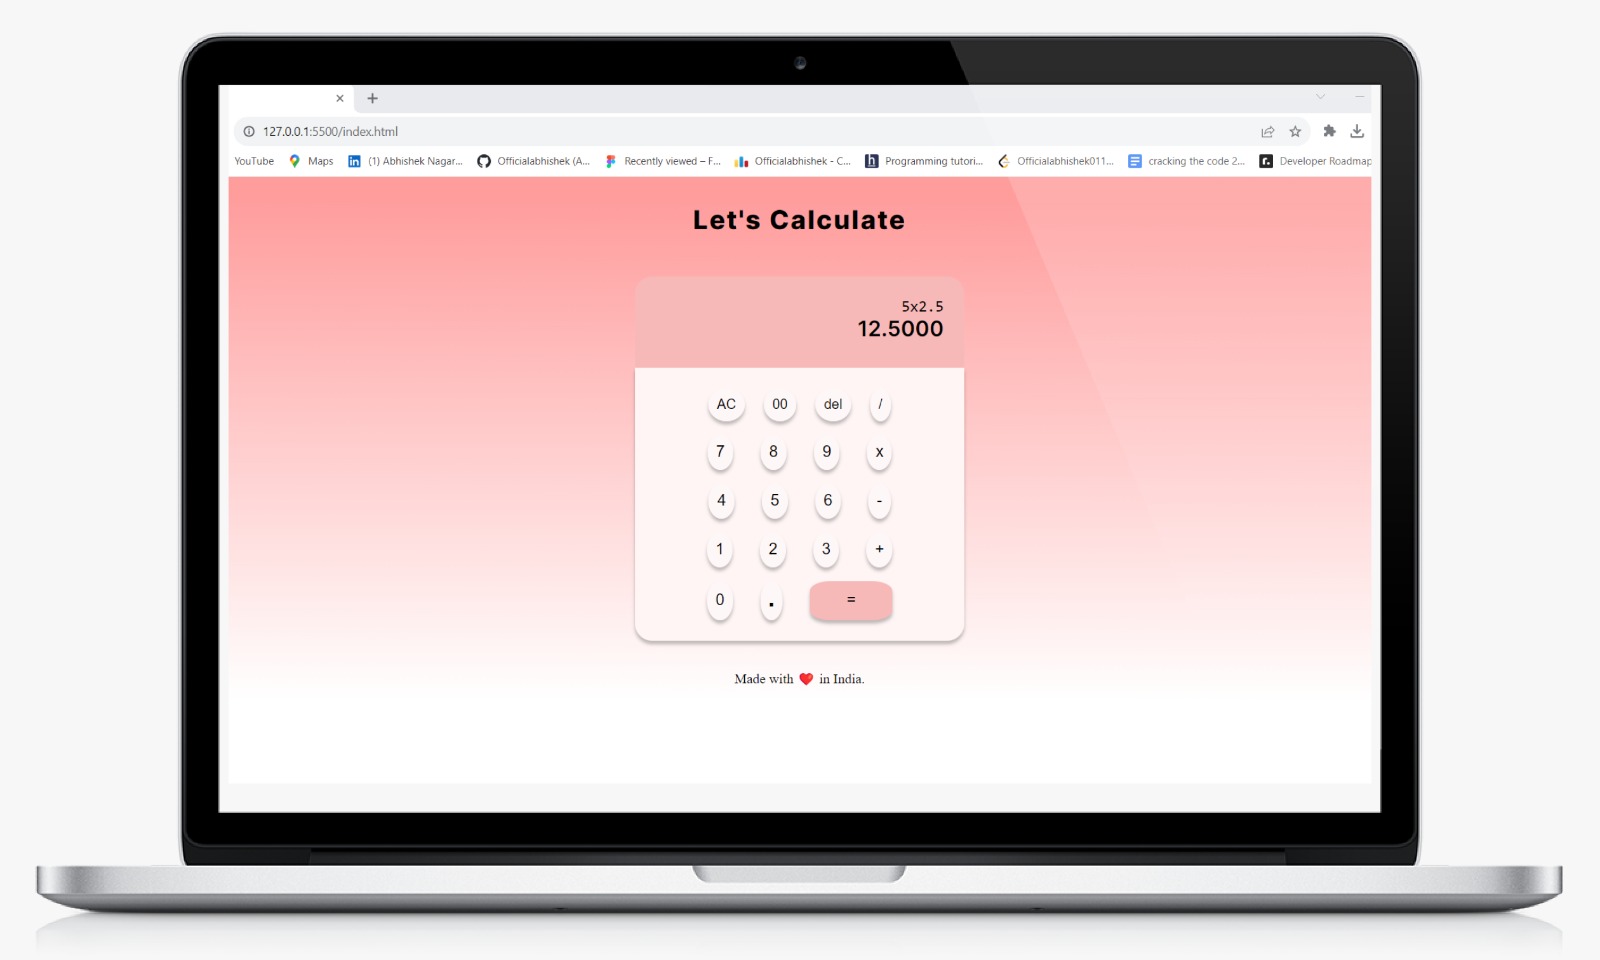 127.0.0.1:5500/index.html
YouTube Maps (1) Abhishek Nagar... Officialabhishek (A... Recently viewed – F... Officialabhishek - C... Programming tutori... Officialabhishek011... cracking the code 2... Developer Roadmap
Let's Calculate
5x2.5
12.5000
AC 00 del /
7 8 9 x
4 5 6 -
1 2 3 +
0 . =
Made with ❤️ in India.